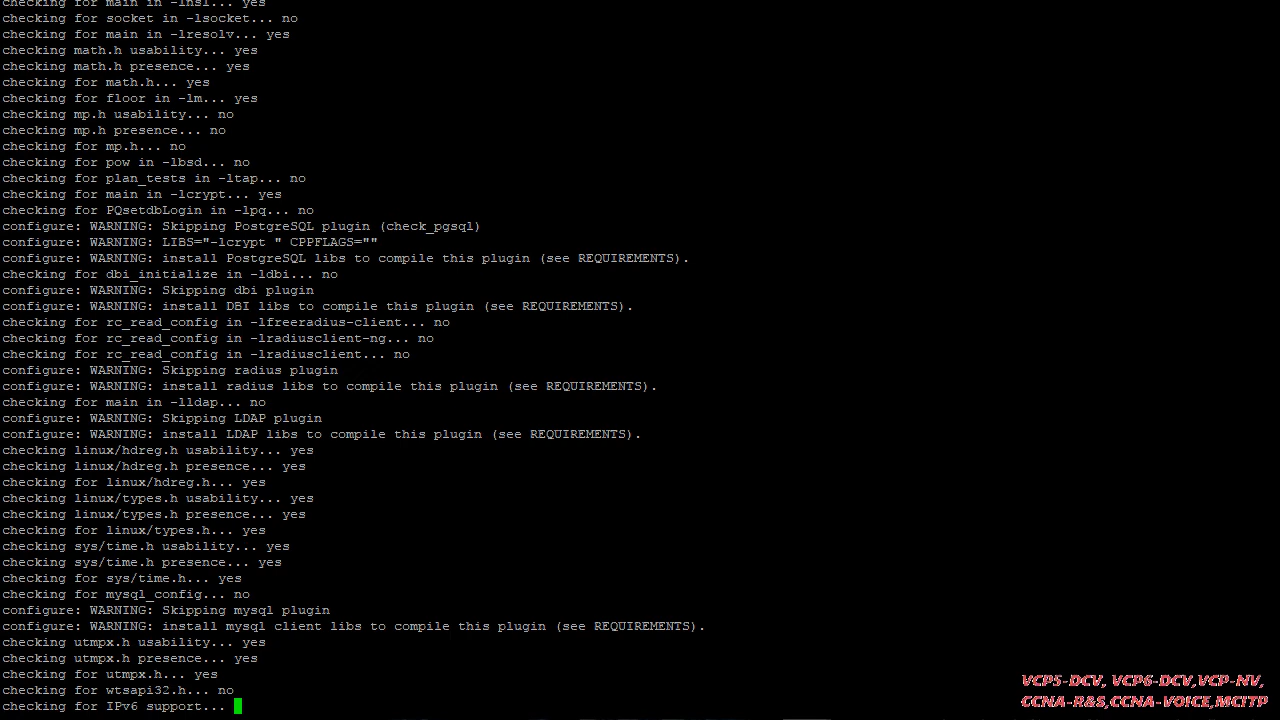 checking for main in -lnsl... yes
checking for socket in -lsocket... no
checking for main in -lresolv... yes
checking math.h usability... yes
checking math.h presence... yes
checking for math.h... yes
checking for floor in -lm... yes
checking mp.h usability... no
checking mp.h presence... no
checking for mp.h... no
checking for pow in -lbsd... no
checking for plan_tests in -ltap... no
checking for main in -lcrypt... yes
checking for PQsetdbLogin in -lpq... no
configure: WARNING: Skipping PostgreSQL plugin (check_pgsql)
configure: WARNING: LIBS="-lcrypt " CPPFLAGS=""
configure: WARNING: install PostgreSQL libs to compile this plugin (see REQUIREMENTS).
checking for dbi_initialize in -ldbi... no
configure: WARNING: Skipping dbi plugin
configure: WARNING: install DBI libs to compile this plugin (see REQUIREMENTS).
checking for rc_read_config in -lfreeradius-client... no
checking for rc_read_config in -lradiusclient-ng... no
checking for rc_read_config in -lradiusclient... no
configure: WARNING: Skipping radius plugin
configure: WARNING: install radius libs to compile this plugin (see REQUIREMENTS).
checking for main in -lldap... no
configure: WARNING: Skipping LDAP plugin
configure: WARNING: install LDAP libs to compile this plugin (see REQUIREMENTS).
checking linux/hdreg.h usability... yes
checking linux/hdreg.h presence... yes
checking for linux/hdreg.h... yes
checking linux/types.h usability... yes
checking linux/types.h presence... yes
checking for linux/types.h... yes
checking sys/time.h usability... yes
checking sys/time.h presence... yes
checking for sys/time.h... yes
checking for mysql_config... no
configure: WARNING: Skipping mysql plugin
configure: WARNING: install mysql client libs to compile this plugin (see REQUIREMENTS).
checking utmpx.h usability... yes
checking utmpx.h presence... yes
checking for utmpx.h... yes
checking for wtsapi32.h... no
checking for IPv6 support...
VCP5-DCV, VCP6-DCV,VCP-NV,
CCNA-R&S,CCNA-VOICE,MCITP